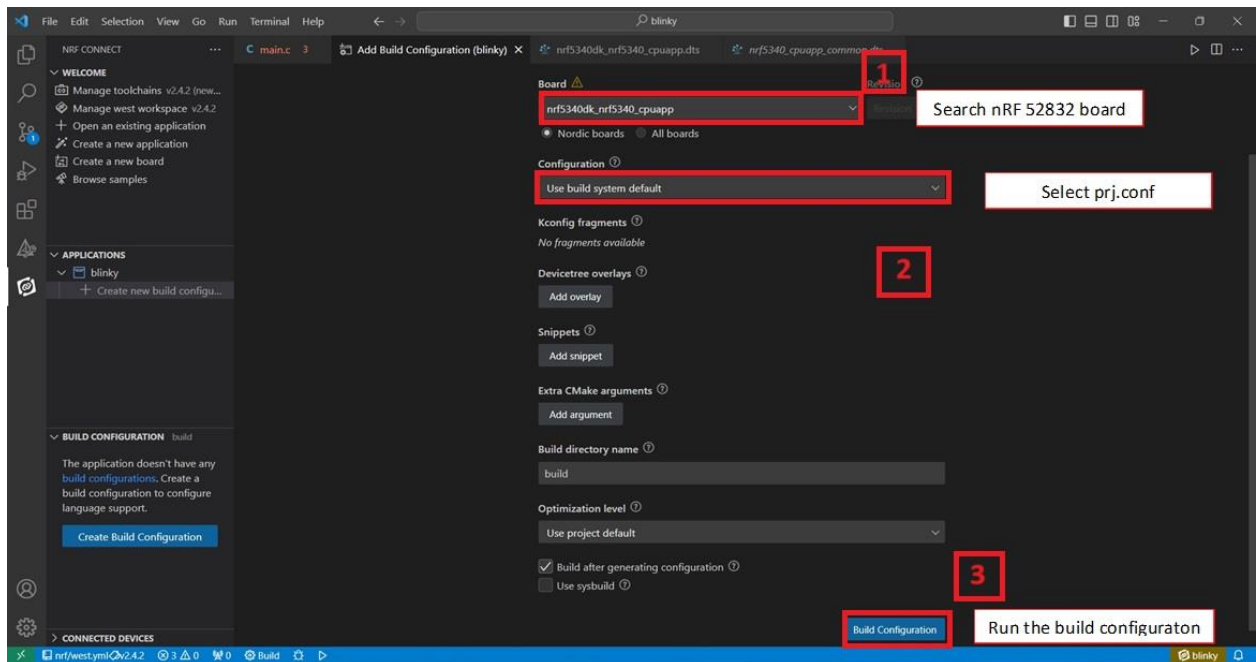 File Edit Selection View Go Run Terminal Help
blinky
NRF CONNECT
WELCOME
Manage toolchains v2.4.2 (new...
Manage west workspace v2.4.2
Open an existing application
Create a new application
Create a new board
Browse samples
APPLICATIONS
blinky
Create new build configu...
BUILD CONFIGURATION build
The application doesn't have any
build configurations. Create a
build configuration to configure
language support.
Create Build Configuration
CONNECTED DEVICES
main.c 3
Add Build Configuration (blinky)
nrf5340dk_nrf5340_cpuapp.dts
nrf5340_cpuapp_common.dts
Board
Revision
1
nrf5340dk_nrf5340_cpuapp
Revision
Search nRF 52832 board
Nordic boards All boards
Configuration
Use build system default
Select prj.conf
Kconfig fragments
No fragments available
2
Devicetree overlays
Add overlay
Snippets
Add snippet
Extra CMake arguments
Add argument
Build directory name
build
Optimization level
Use project default
Build after generating configuration
Use sysbuild
3
Build Configuration
Run the build configuraton
nrf/west.yml v2.4.2 3 0 0 Build
blinky